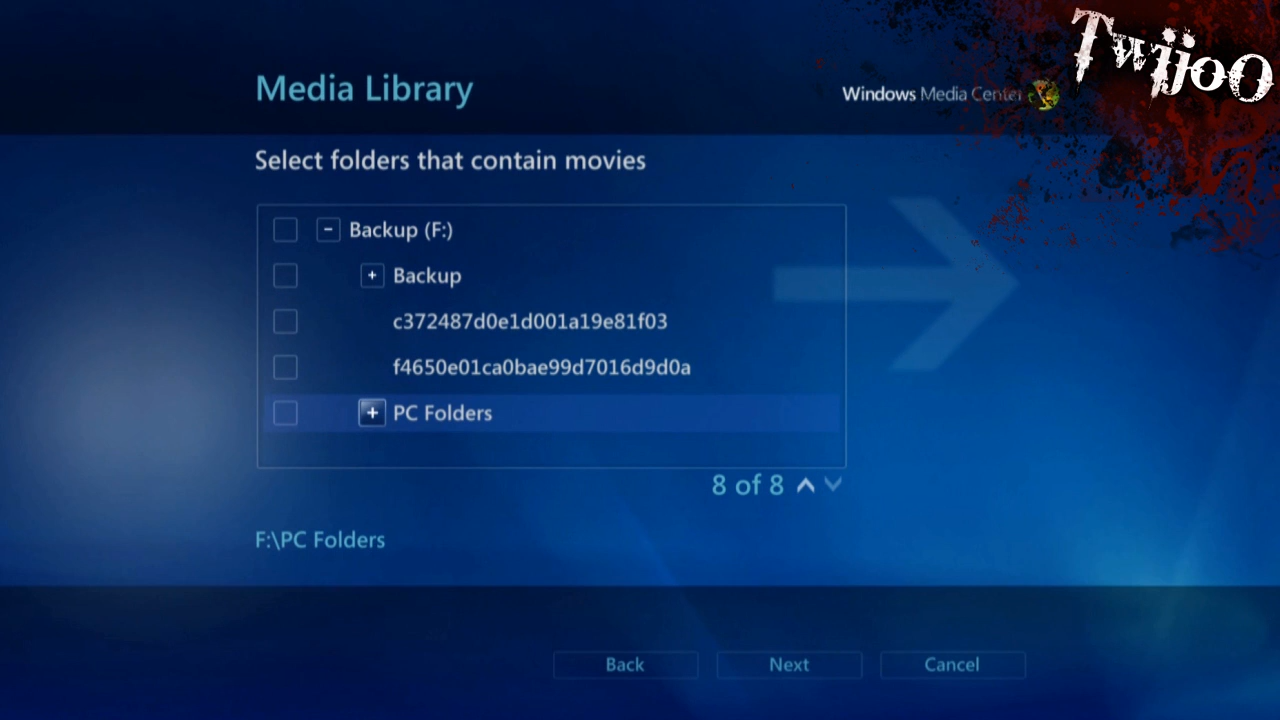 TwijoO
Media Library
Windows Media Center
Select folders that contain movies
Backup (F:)
Backup
c372487d0e1d001a19e81f03
f4650e01ca0bae99d7016d9d0a
PC Folders
8 of 8
F:\PC Folders
Back Next Cancel